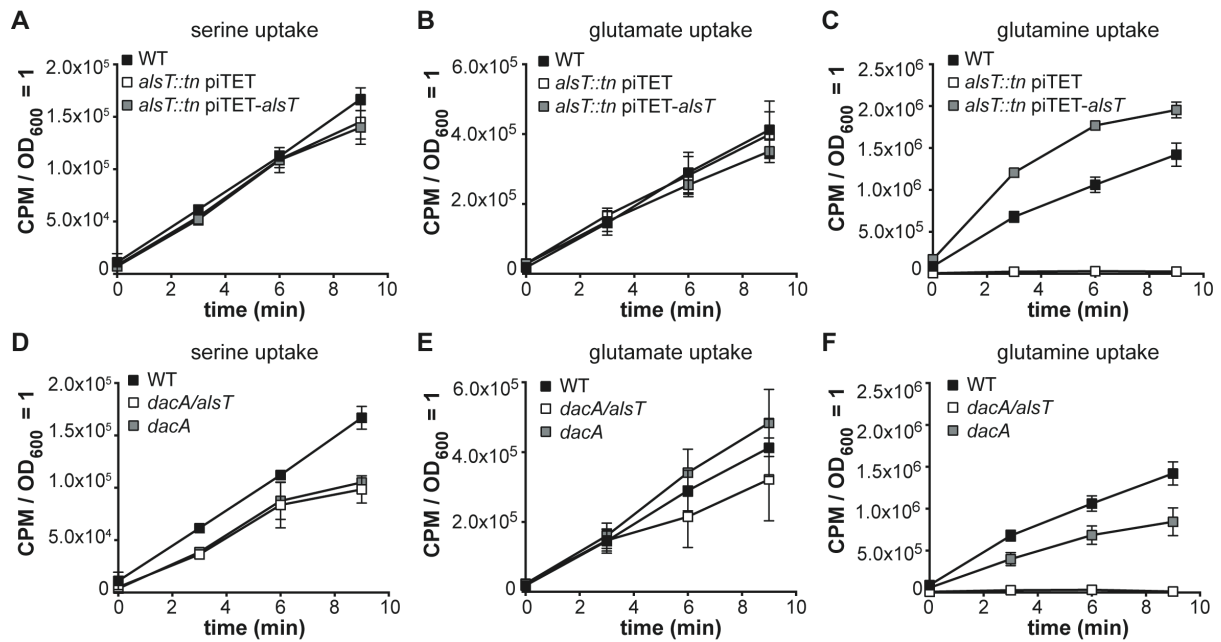 A
serine uptake
WT
alsT::tn piTET
alsT::tn piTET-alsT
CPM / OD600 = 1
2.0x10⁵
1.5x10⁵
1.0x10⁵
5.0x10⁴
0
0 2 4 6 8 10
time (min)
B
glutamate uptake
WT
alsT::tn piTET
alsT::tn piTET-alsT
CPM / OD600 = 1
6.0x10⁵
4.0x10⁵
2.0x10⁵
0
0 2 4 6 8 10
time (min)
C
glutamine uptake
WT
alsT::tn piTET
alsT::tn piTET-alsT
CPM / OD600 = 1
2.5x10⁶
2.0x10⁶
1.5x10⁶
1.0x10⁶
5.0x10⁵
0
0 2 4 6 8 10
time (min)
D
serine uptake
WT
dacA/alsT
dacA
CPM / OD600 = 1
2.0x10⁵
1.5x10⁵
1.0x10⁵
5.0x10⁴
0
0 2 4 6 8 10
time (min)
E
glutamate uptake
WT
dacA/alsT
dacA
CPM / OD600 = 1
6.0x10⁵
4.0x10⁵
2.0x10⁵
0
0 2 4 6 8 10
time (min)
F
glutamine uptake
WT
dacA/alsT
dacA
CPM / OD600 = 1
2.5x10⁶
2.0x10⁶
1.5x10⁶
1.0x10⁶
5.0x10⁵
0
0 2 4 6 8 10
time (min)